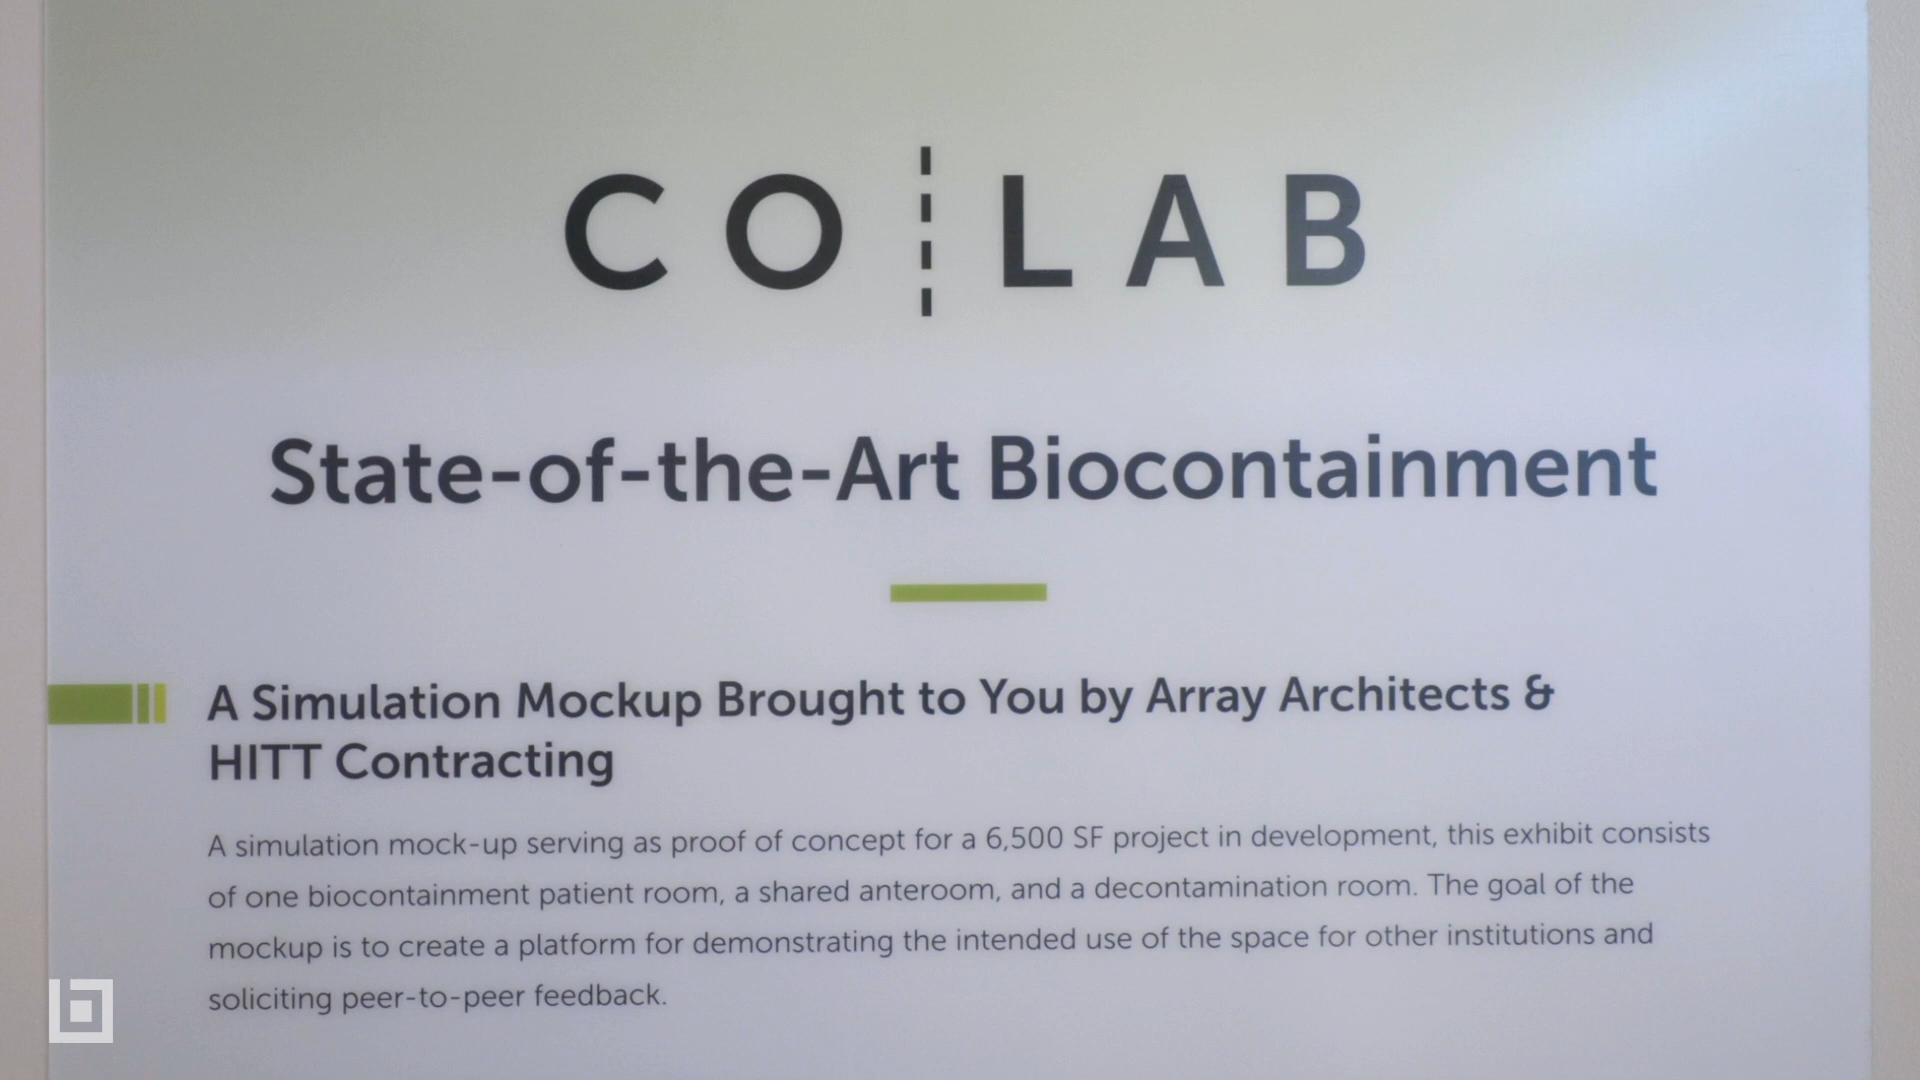 CO LAB
State-of-the-Art Biocontainment
A Simulation Mockup Brought to You by Array Architects &
HITT Contracting
A simulation mock-up serving as proof of concept for a 6,500 SF project in development, this exhibit consists
of one biocontainment patient room, a shared anteroom, and a decontamination room. The goal of the
mockup is to create a platform for demonstrating the intended use of the space for other institutions and
soliciting peer-to-peer feedback.